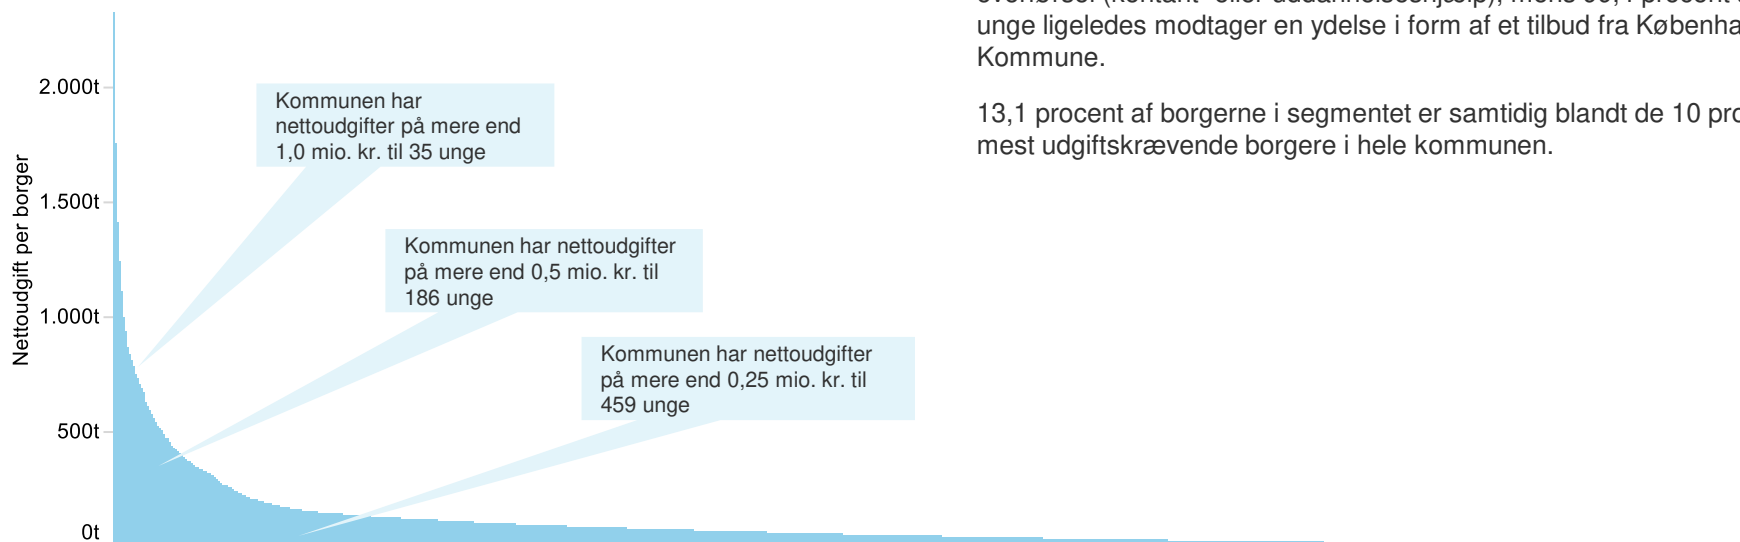 unge ligeledes modtager en ydelse i form af et tilbud fra
Kommune.
13,1 procent af borgerne i segmentet er samtidig blandt de 10
mest udgiftskrævende borgere i hele kommunen.
Nettoudgift per borger
2.000t
1.500t
1.000t
500t
0t
Kommunen har
nettoudgifter på mere end
1,0 mio. kr. til 35 unge
Kommunen har nettoudgifter
på mere end 0,5 mio. kr. til
186 unge
Kommunen har nettoudgifter
på mere end 0,25 mio. kr. til
459 unge